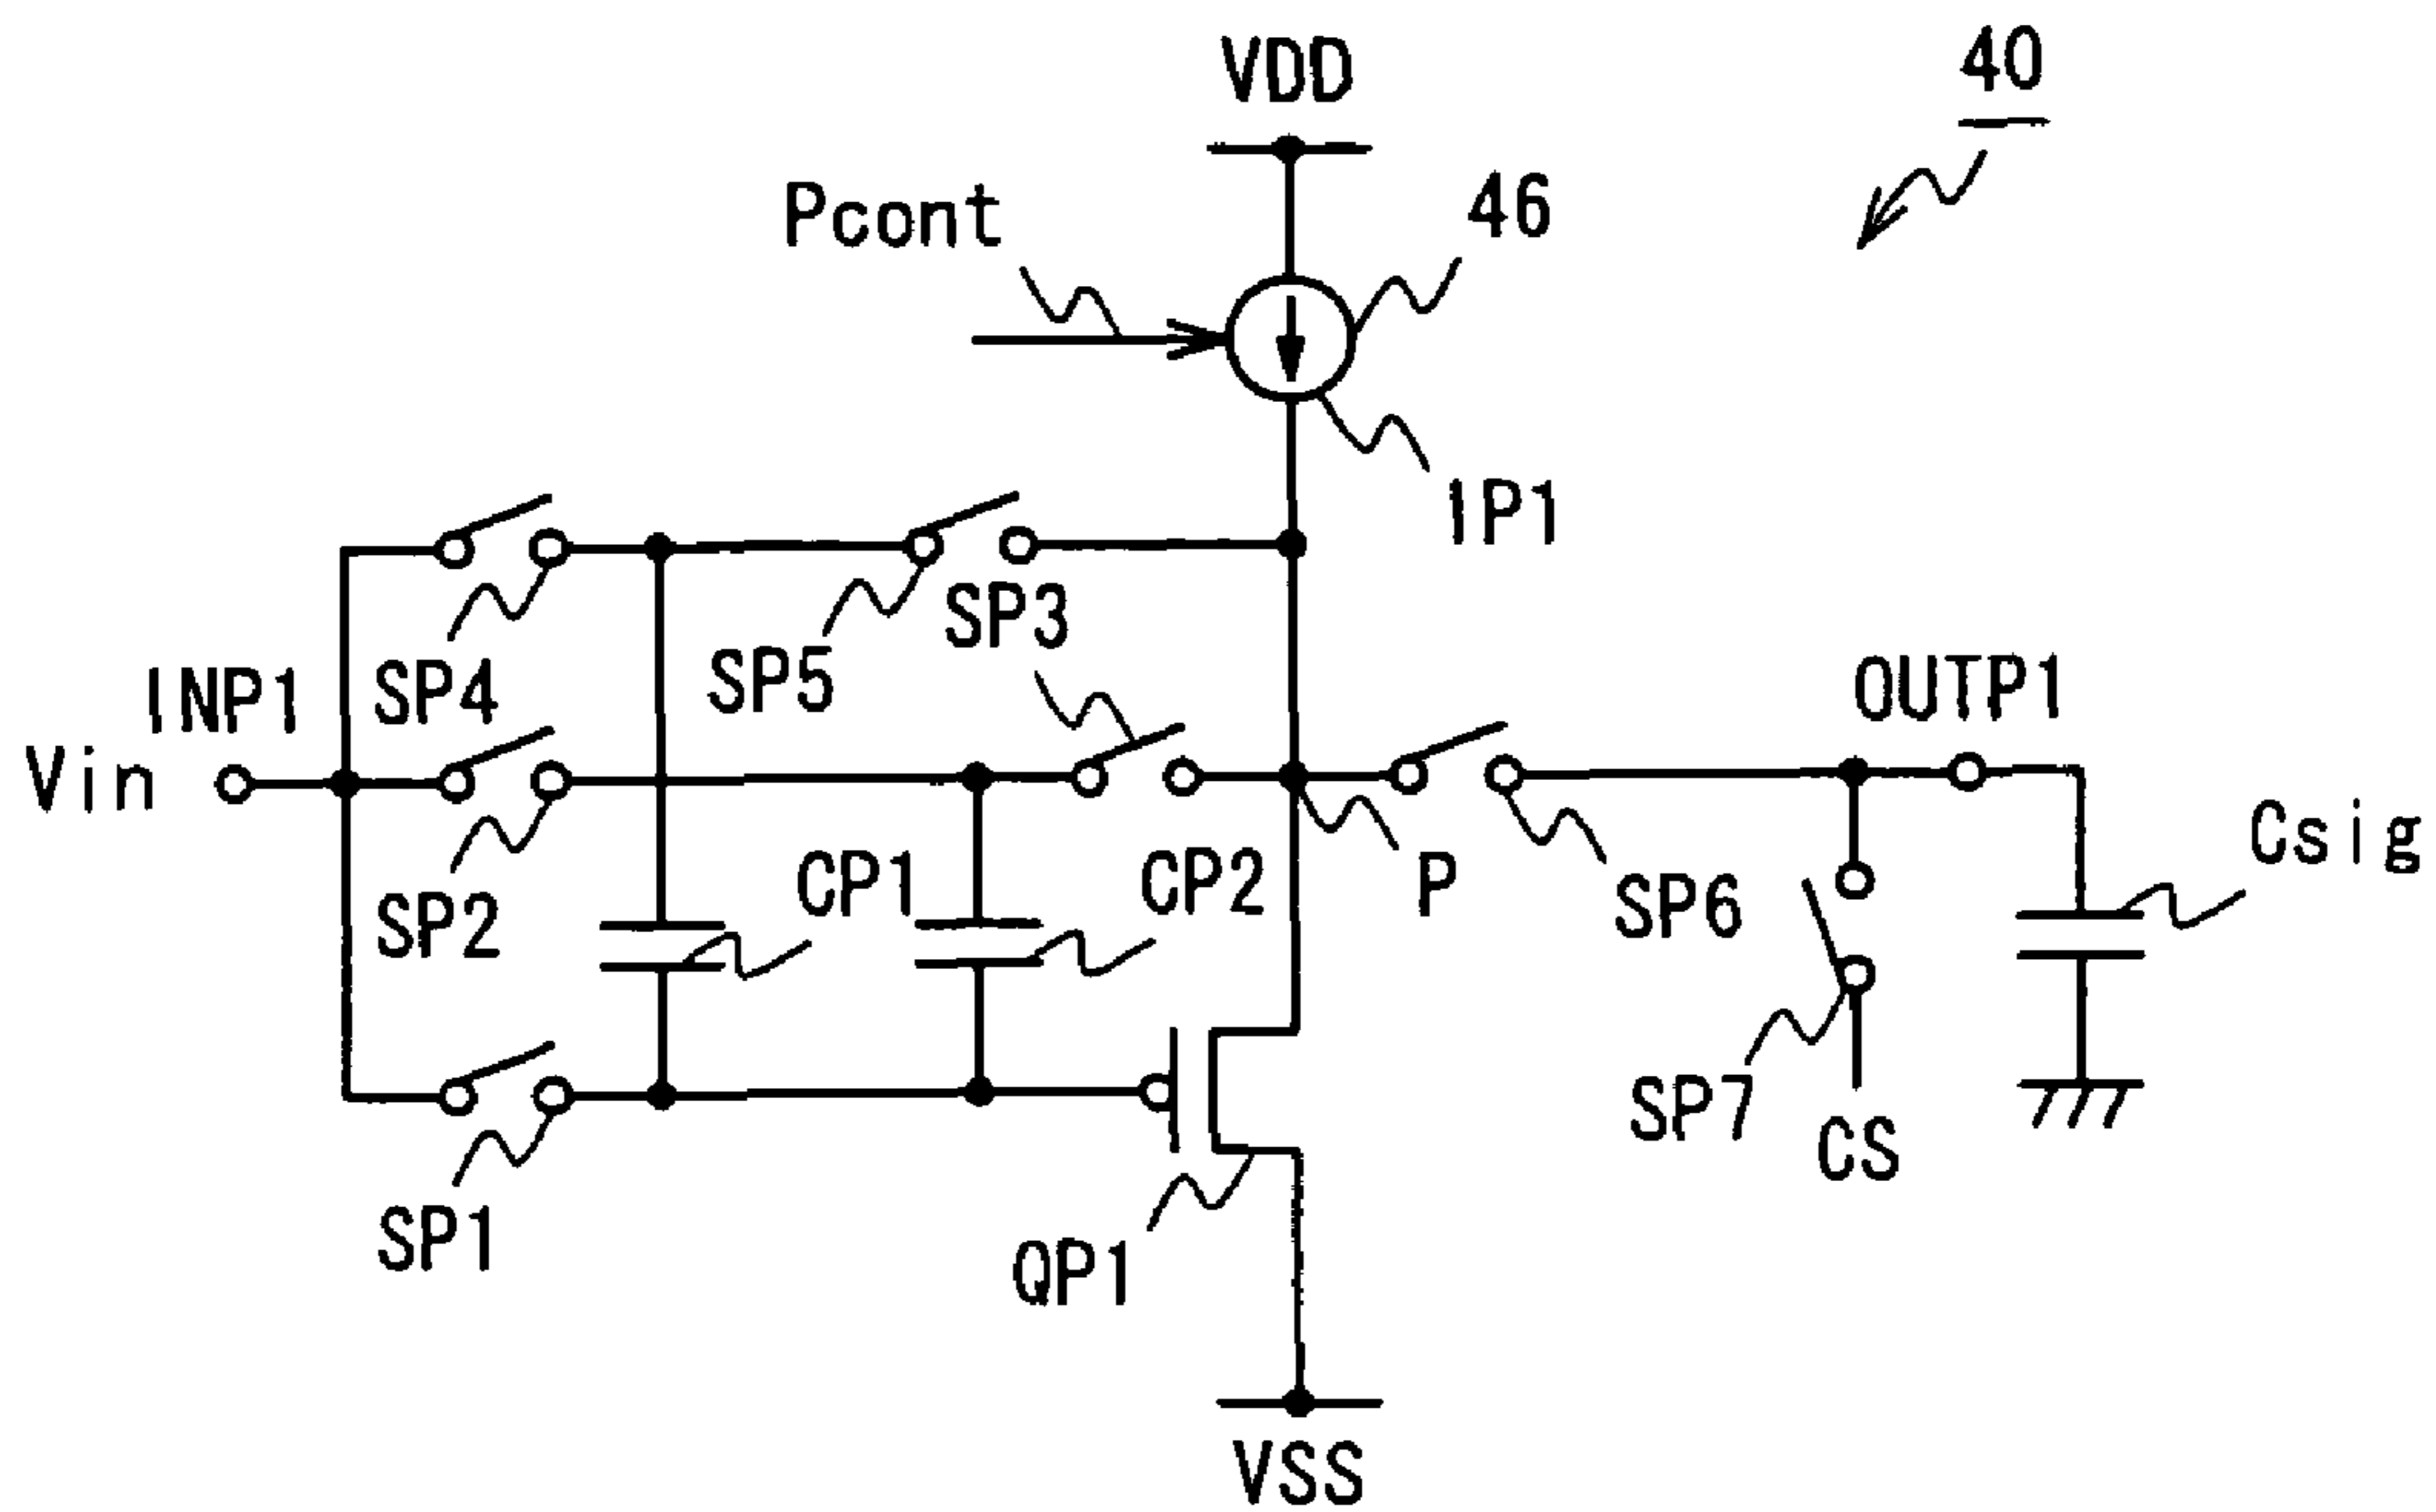 VDD
40
Pcont
46
IP1
SP3
INP1
SP4
SP5
OUTP1
Vin
Csig
SP2
CP1
CP2
P
SP6
SP7
CS
SP1
QP1
VSS